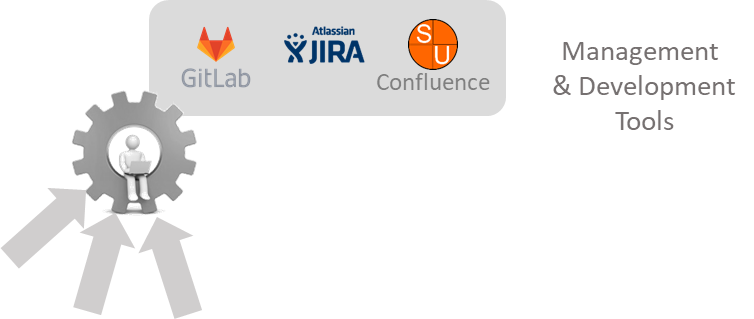 GitLab
Atlassian
JIRA
S
U
Confluence
Management
& Development
Tools